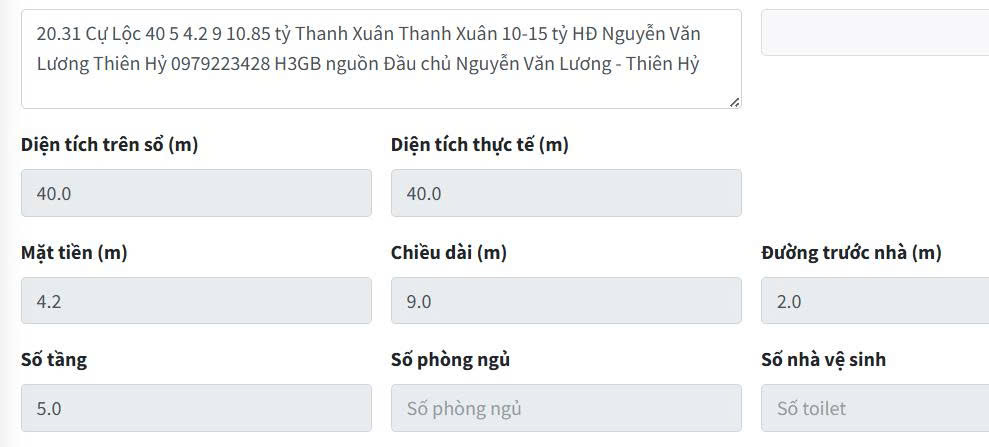 20.31 Cự Lộc 40 5 4.2 9 10.85 tỷ Thanh Xuân Thanh Xuân 10-15 tỷ HĐ Nguyễn Văn
Lương Thiên Hỷ 0979223428 H3GB nguồn Đầu chủ Nguyễn Văn Lương - Thiên Hỷ
Diện tích trên sổ (m) Diện tích thực tế (m)
40.0 40.0
Mặt tiền (m) Chiều dài (m) Đường trước nhà (m)
4.2 9.0 2.0
Số tầng Số phòng ngủ Số nhà vệ sinh
5.0 Số phòng ngủ Số toilet